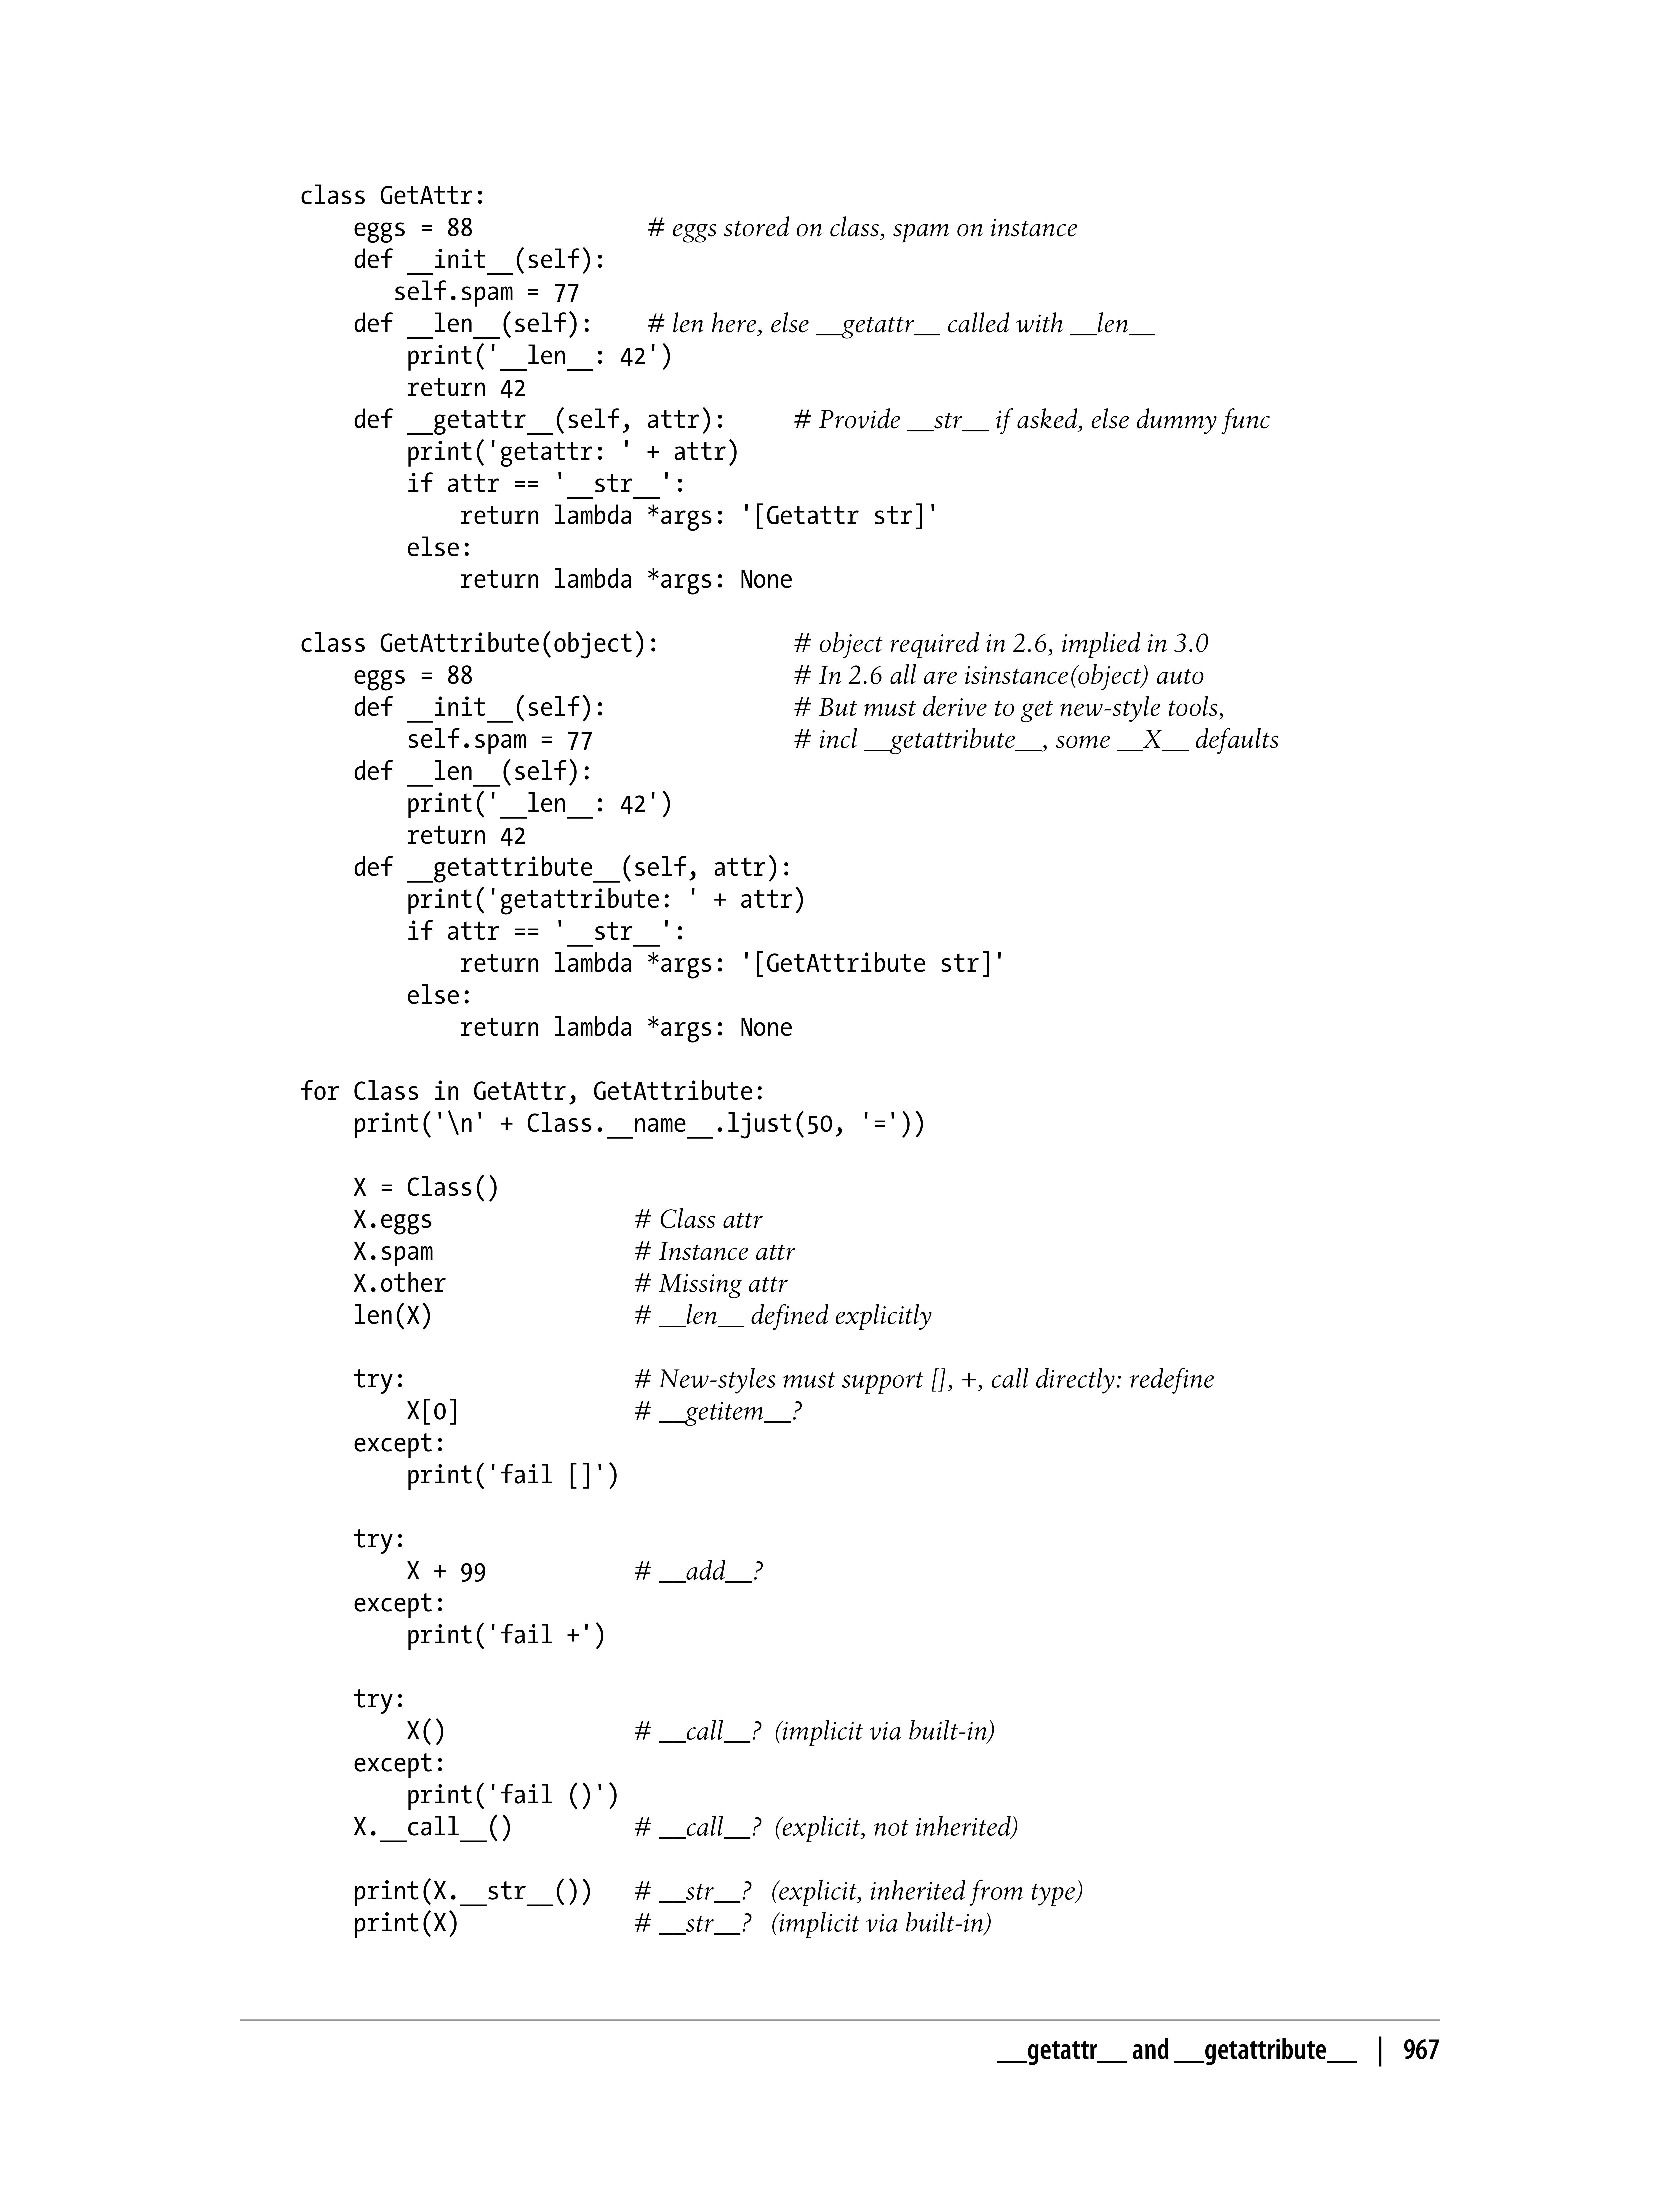 class GetAttr:
    eggs = 88             # eggs stored on class, spam on instance
    def __init__(self):
       self.spam = 77
    def __len__(self):    # len here, else __getattr__ called with __len__
        print('__len__: 42')
        return 42
    def __getattr__(self, attr):     # Provide __str__ if asked, else dummy func
        print('getattr: ' + attr)
        if attr == '__str__':
            return lambda *args: '[Getattr str]'
        else:
            return lambda *args: None

class GetAttribute(object):          # object required in 2.6, implied in 3.0
    eggs = 88                        # In 2.6 all are isinstance(object) auto
    def __init__(self):              # But must derive to get new-style tools,
        self.spam = 77               # incl __getattribute__, some __X__ defaults
    def __len__(self):
        print('__len__: 42')
        return 42
    def __getattribute__(self, attr):
        print('getattribute: ' + attr)
        if attr == '__str__':
            return lambda *args: '[GetAttribute str]'
        else:
            return lambda *args: None

for Class in GetAttr, GetAttribute:
    print('\n' + Class.__name__.ljust(50, '='))

    X = Class()
    X.eggs               # Class attr
    X.spam               # Instance attr
    X.other              # Missing attr
    len(X)               # __len__ defined explicitly

    try:                 # New-styles must support [], +, call directly: redefine
        X[0]             # __getitem__?
    except:
        print('fail []')

    try:
        X + 99           # __add__?
    except:
        print('fail +')

    try:
        X()              # __call__? (implicit via built-in)
    except:
        print('fail ()')
    X.__call__()         # __call__? (explicit, not inherited)

    print(X.__str__())   # __str__? (explicit, inherited from type)
    print(X)             # __str__? (implicit via built-in)

__getattr__ and __getattribute__ | 967